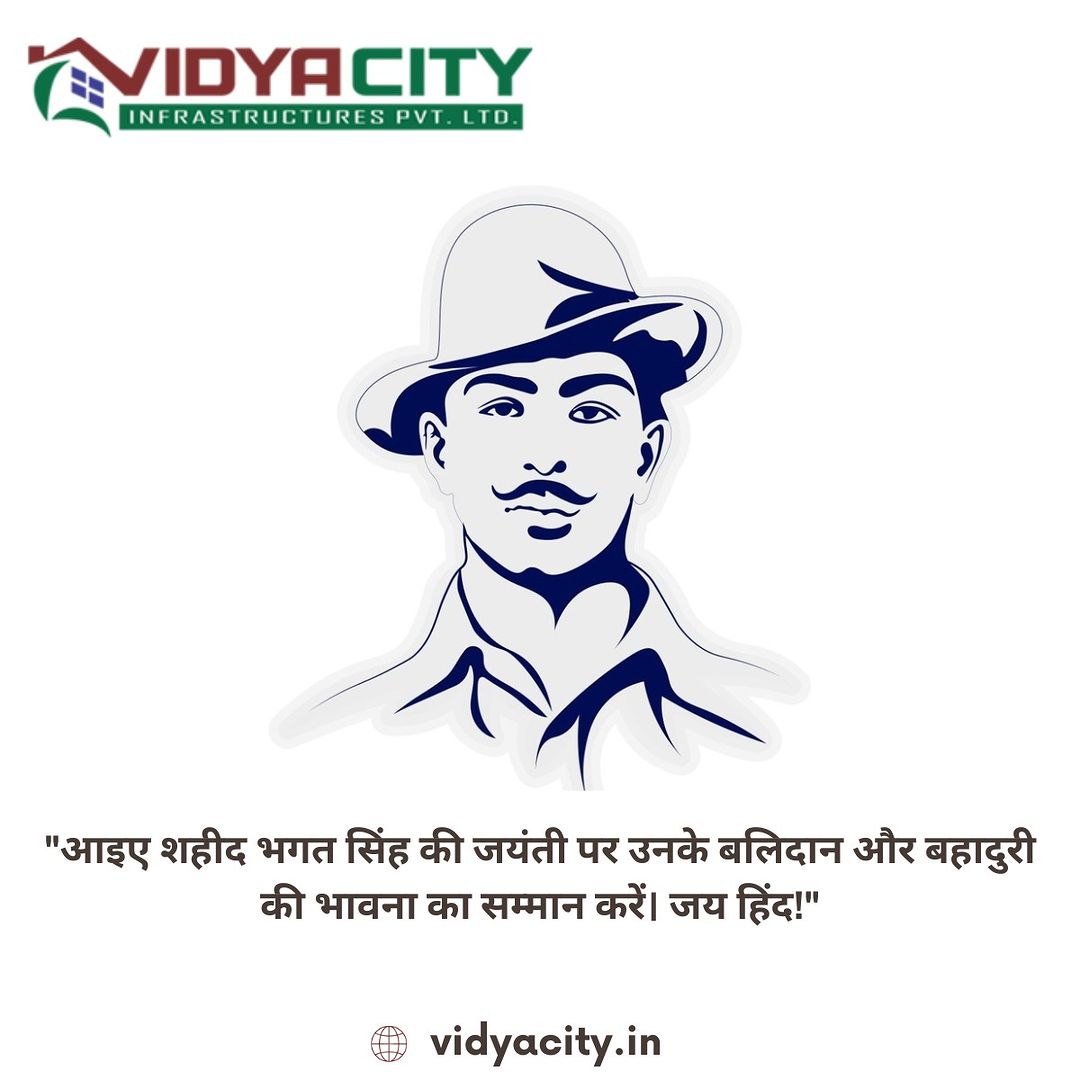 VIDYACITY
INFRASTRUCTURES PVT. LTD.
"आइए शहीद भगत सिंह की जयंती पर उनके बलिदान और बहादुरी
की भावना का सम्मान करें। जय हिंद!"
vidyacity.in